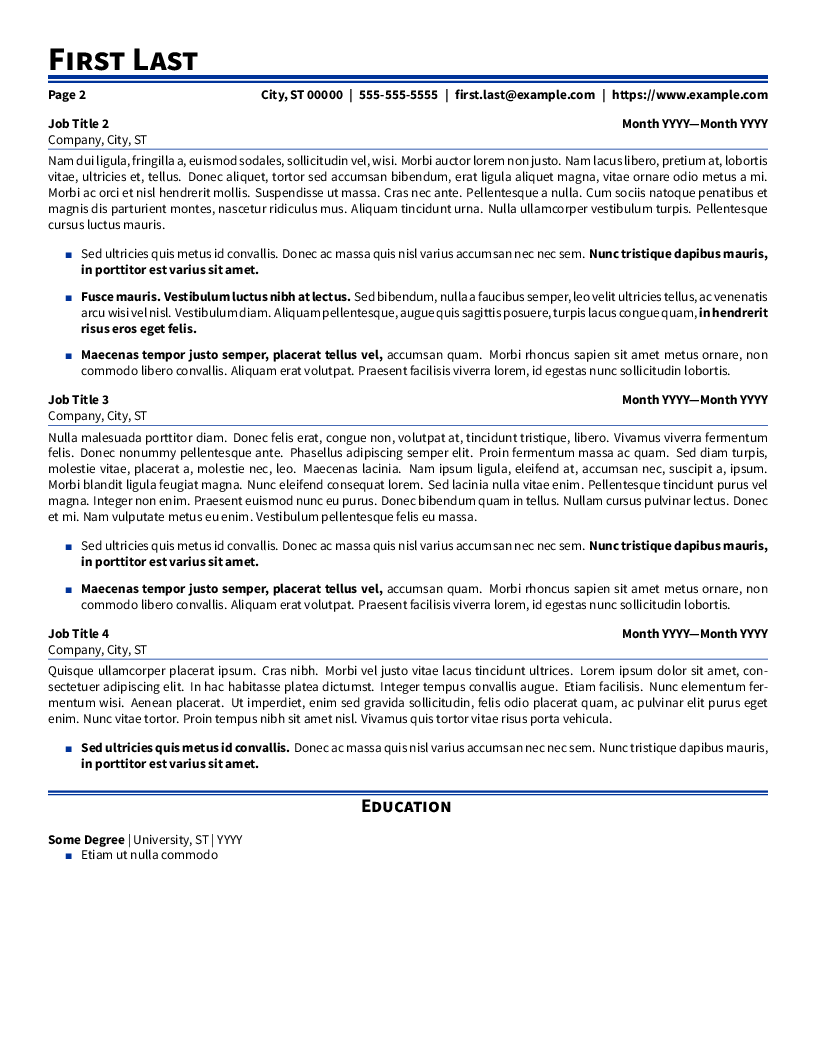 First Last
Page 2 City, ST 00000 | 555-555-5555 | first.last@example.com | https://www.example.com
Job Title 2 Month YYYY—Month YYYY
Company, City, ST
Nam dui ligula, fringilla a, euismod sodales, sollicitudin vel, wisi. Morbi auctor lorem non justo. Nam lacus libero, pretium at, lobortis
vitae, ultricies et, tellus. Donec aliquet, tortor sed accumsan bibendum, erat ligula aliquet magna, vitae ornare odio metus a mi.
Morbi ac orci et nisl hendrerit mollis. Suspendisse ut massa. Cras nec ante. Pellentesque a nulla. Cum sociis natoque penatibus et
magnis dis parturient montes, nascetur ridiculus mus. Aliquam tincidunt urna. Nulla ullamcorper vestibulum turpis. Pellentesque
cursus luctus mauris.
▪ Sed ultricies quis metus id convallis. Donec ac massa quis nisl varius accumsan nec nec sem. Nunc tristique dapibus mauris,
in porttitor est varius sit amet.
▪ Fusce mauris. Vestibulum luctus nibh at lectus. Sed bibendum, nulla a faucibus semper, leo velit ultricies tellus, ac venenatis
arcu wisi vel nisl. Vestibulum diam. Aliquam pellentesque, augue quis sagittis posuere, turpis lacus congue quam, in hendrerit
risus eros eget felis.
▪ Maecenas tempor justo semper, placerat tellus vel, accumsan quam. Morbi rhoncus sapien sit amet metus ornare, non
commodo libero convallis. Aliquam erat volutpat. Praesent facilisis viverra lorem, id egestas nunc sollicitudin lobortis.
Job Title 3 Month YYYY—Month YYYY
Company, City, ST
Nulla malesuada porttitor diam. Donec felis erat, congue non, volutpat at, tincidunt tristique, libero. Vivamus viverra fermentum
felis. Donec nonummy pellentesque ante. Phasellus adipiscing semper elit. Proin fermentum massa ac quam. Sed diam turpis,
molestie vitae, placerat a, molestie nec, leo. Maecenas lacinia. Nam ipsum ligula, eleifend at, accumsan nec, suscipit a, ipsum.
Morbi blandit ligula feugiat magna. Nunc eleifend consequat lorem. Sed lacinia nulla vitae enim. Pellentesque tincidunt purus vel
magna. Integer non enim. Praesent euismod nunc eu purus. Donec bibendum quam in tellus. Nullam cursus pulvinar lectus. Donec
et mi. Nam vulputate metus eu enim. Vestibulum pellentesque felis eu massa.
▪ Sed ultricies quis metus id convallis. Donec ac massa quis nisl varius accumsan nec nec sem. Nunc tristique dapibus mauris,
in porttitor est varius sit amet.
▪ Maecenas tempor justo semper, placerat tellus vel, accumsan quam. Morbi rhoncus sapien sit amet metus ornare, non
commodo libero convallis. Aliquam erat volutpat. Praesent facilisis viverra lorem, id egestas nunc sollicitudin lobortis.
Job Title 4 Month YYYY—Month YYYY
Company, City, ST
Quisque ullamcorper placerat ipsum. Cras nibh. Morbi vel justo vitae lacus tincidunt ultrices. Lorem ipsum dolor sit amet, con-
sectetuer adipiscing elit. In hac habitasse platea dictumst. Integer tempus convallis augue. Etiam facilisis. Nunc elementum fer-
mentum wisi. Aenean placerat. Ut imperdiet, enim sed gravida sollicitudin, felis odio placerat quam, ac pulvinar elit purus eget
enim. Nunc vitae tortor. Proin tempus nibh sit amet nisl. Vivamus quis tortor vitae risus porta vehicula.
▪ Sed ultricies quis metus id convallis. Donec ac massa quis nisl varius accumsan nec nec sem. Nunc tristique dapibus mauris,
in porttitor est varius sit amet.
Education
Some Degree | University, ST | YYYY
▪ Etiam ut nulla commodo